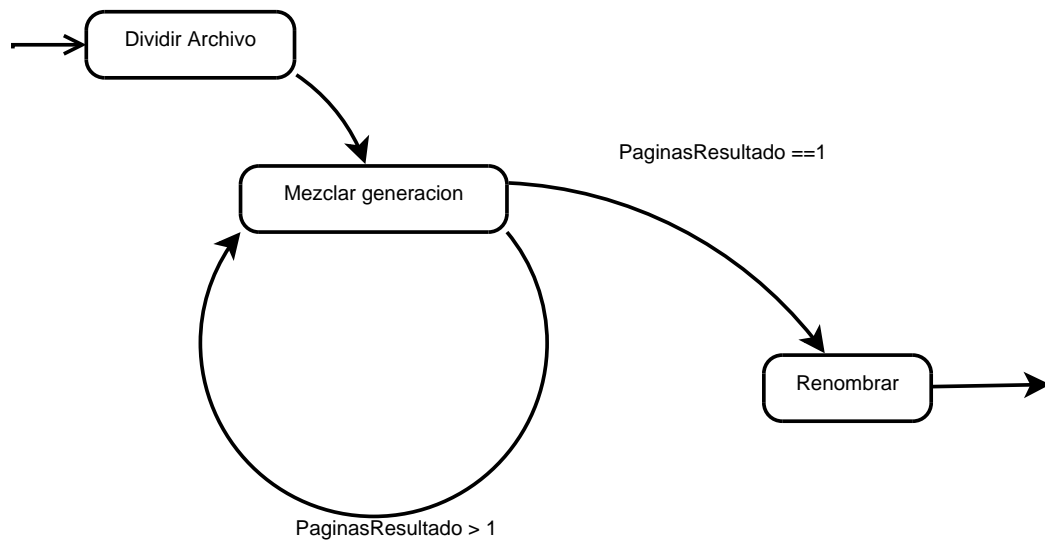 Dividir Archivo
PaginasResultado ==1
Mezclar generacion
Renombrar
PaginasResultado > 1